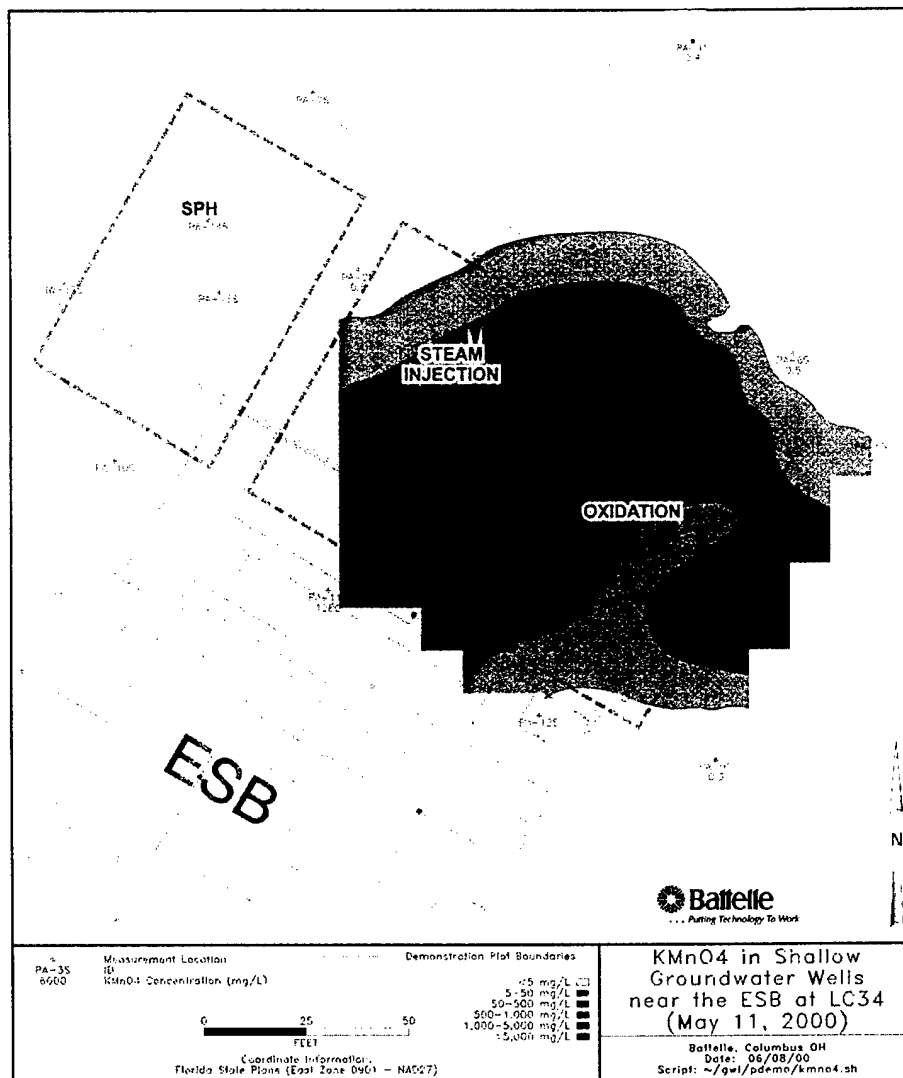 SPH
STEAM
INJECTION
OXIDATION
ESB
N
Battelle
... Putting Technology To Work
PA-3S
6000
Measurement Location
ID
KMnO4 Concentration (mg/L)
Demonstration Plot Boundaries
<5 mg/L
5-50 mg/L
50-500 mg/L
500-1,000 mg/L
1,000-5,000 mg/L
>5,000 mg/L
0 25 50
FEET
Coordinate Information:
Florida State Plane (East Zone 0901 - NAD27)
KMnO4 in Shallow
Groundwater Wells
near the ESB at LC34
(May 11, 2000)
Battelle, Columbus OH
Date: 06/08/00
Script: ~/gwl/pdemo/kmno4.sh